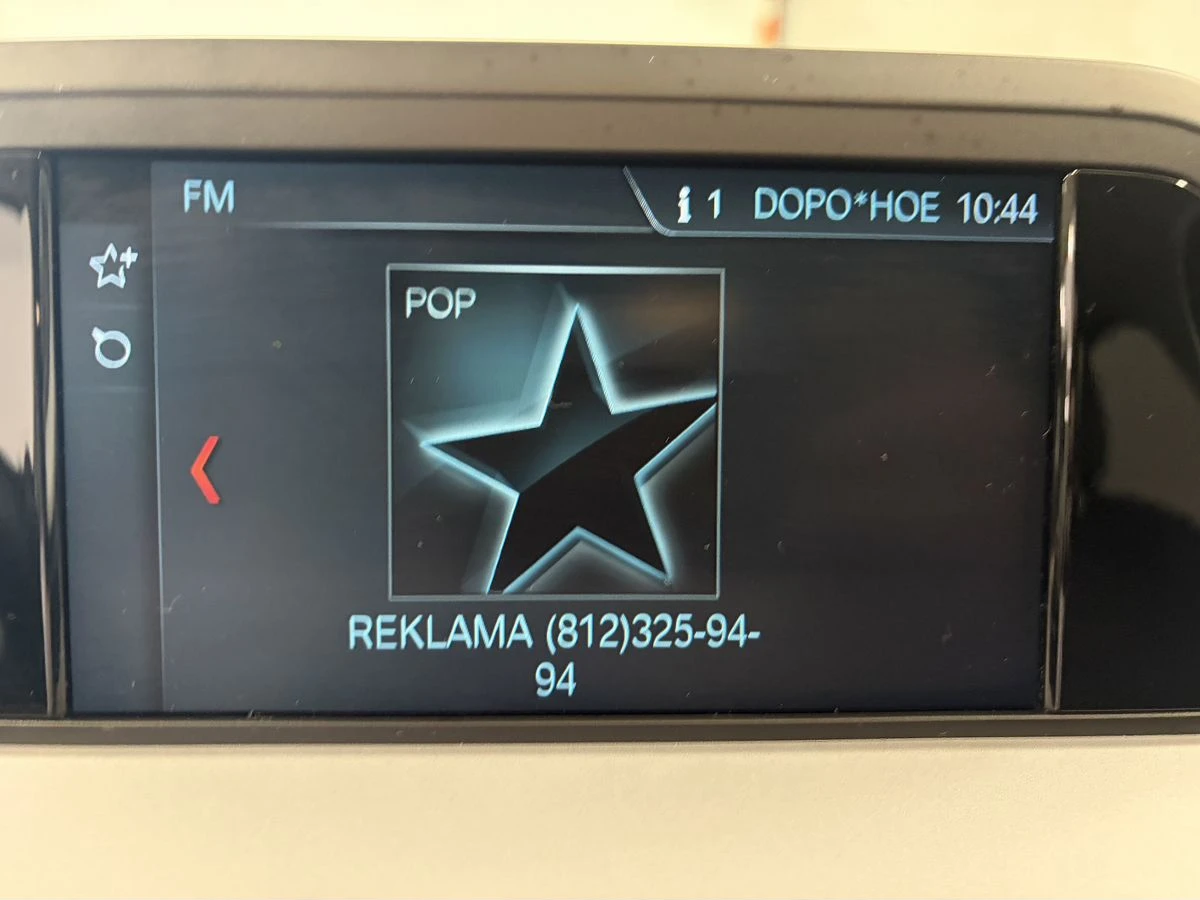 FM
1 DOPO*HOE 10:44
POP
REKLAMA (812)325-94-
94